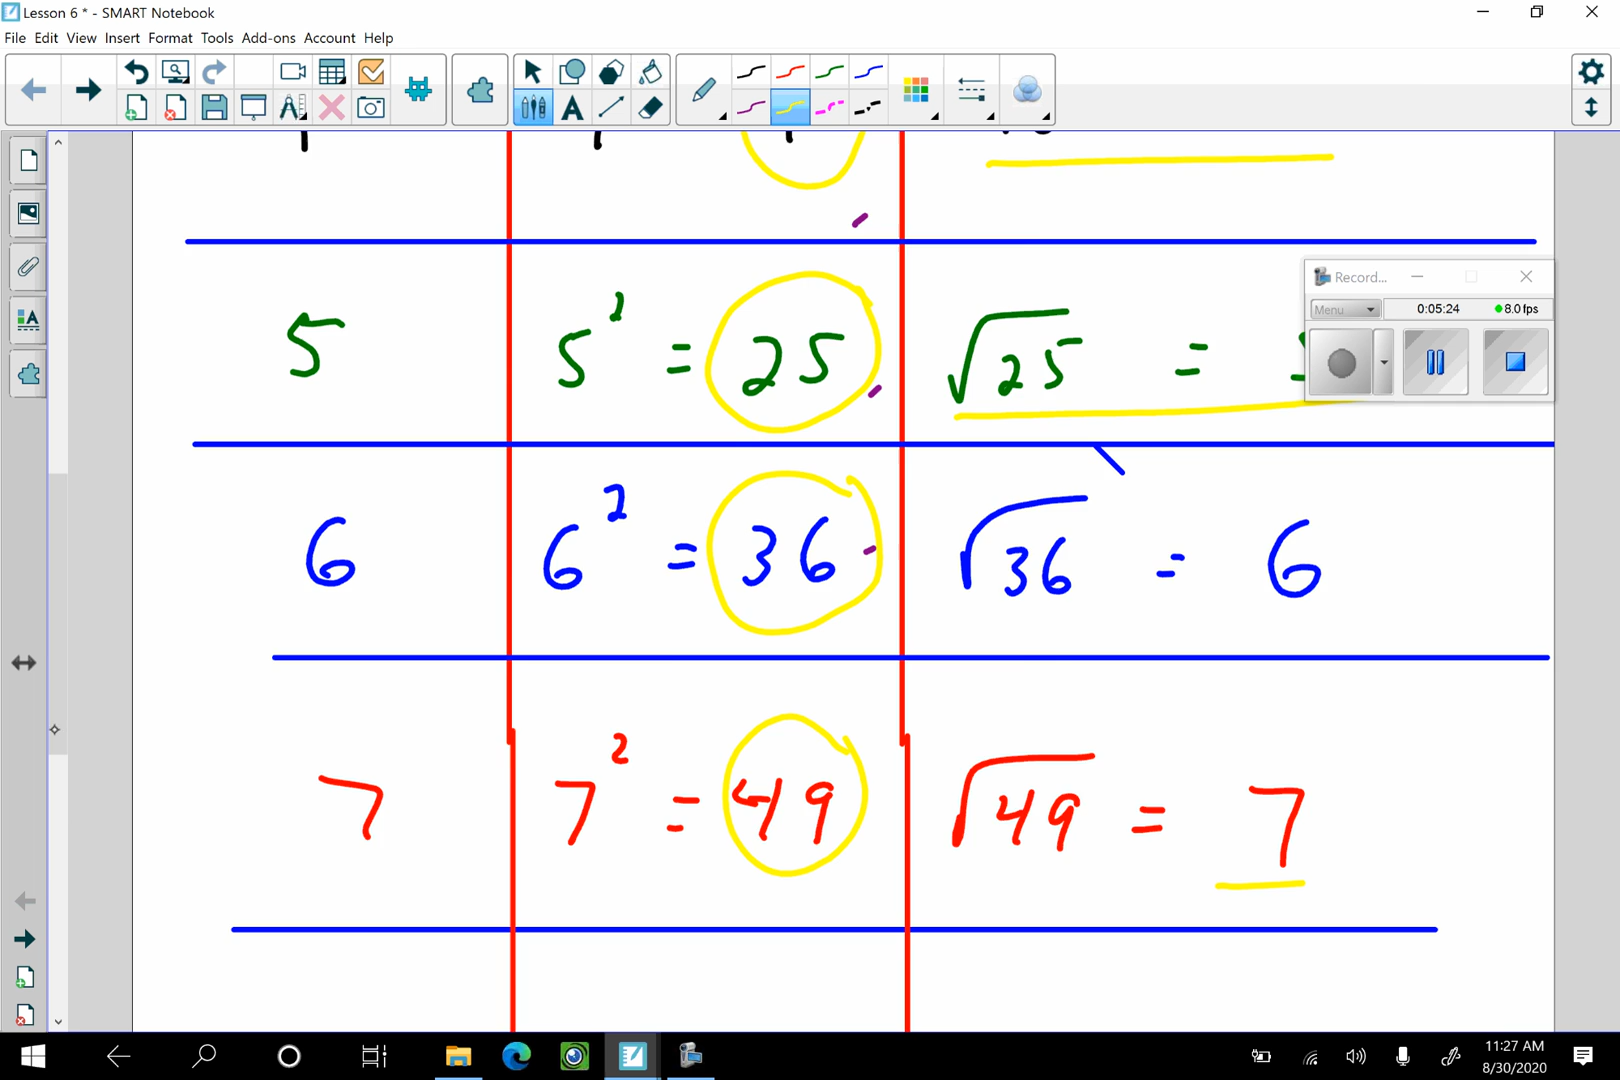 Lesson 6 * - SMART Notebook
File Edit View Insert Format Tools Add-ons Account Help
Record...
Menu 0:05:24 8.0 fps
5 5² = 25 √25 =
6 6² = 36 √36 = 6
7 7² = 49 √49 = 7
11:27 AM
8/30/2020